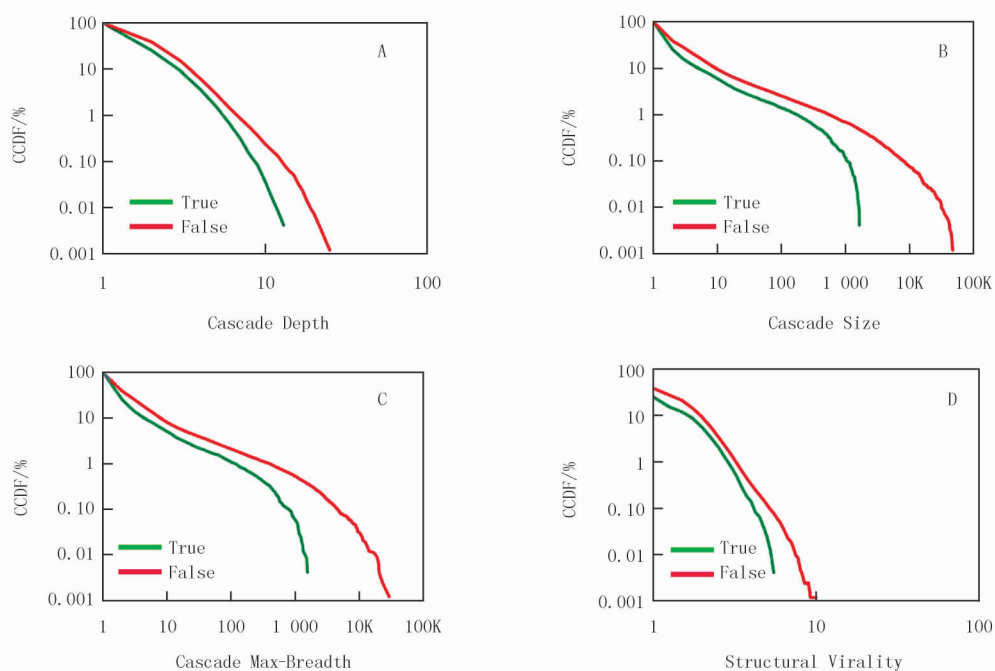 A
CCDF/%
100
10
1
0.10
0.01
0.001
True
False
1
10
100
Cascade Depth
B
CCDF/%
100
10
1
0.10
0.01
0.001
True
False
1
10
100
1 000
10K
100K
Cascade Size
C
CCDF/%
100
10
1
0.10
0.01
0.001
True
False
1
10
100
1 000
10K
100K
Cascade Max-Breadth
D
CCDF/%
100
10
1
0.10
0.01
0.001
True
False
1
10
100
Structural Virality